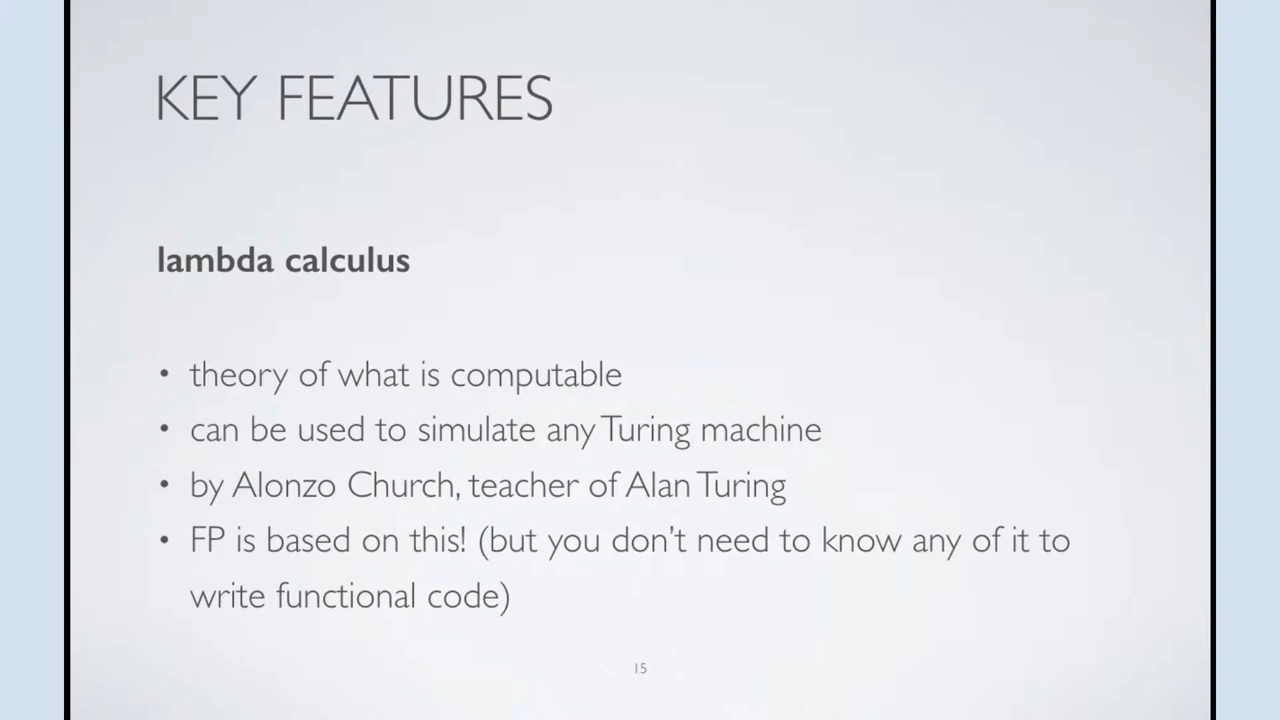 KEY FEATURES
lambda calculus
• theory of what is computable
• can be used to simulate any Turing machine
• by Alonzo Church, teacher of Alan Turing
• FP is based on this! (but you don’t need to know any of it to
write functional code)
15